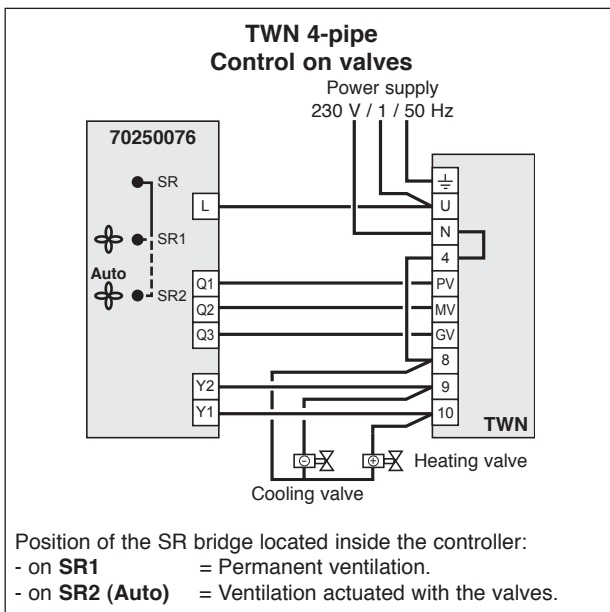 TWN 4-pipe
Control on valves
Power supply
230 V / 1 / 50 Hz
70250076
SR
L
U
SR1
N
4
Auto
SR2
Q1
PV
Q2
MV
Q3
GV
8
Y2
9
Y1
10
TWN
Heating valve
Cooling valve
Position of the SR bridge located inside the controller:
- on SR1 = Permanent ventilation.
- on SR2 (Auto) = Ventilation actuated with the valves.